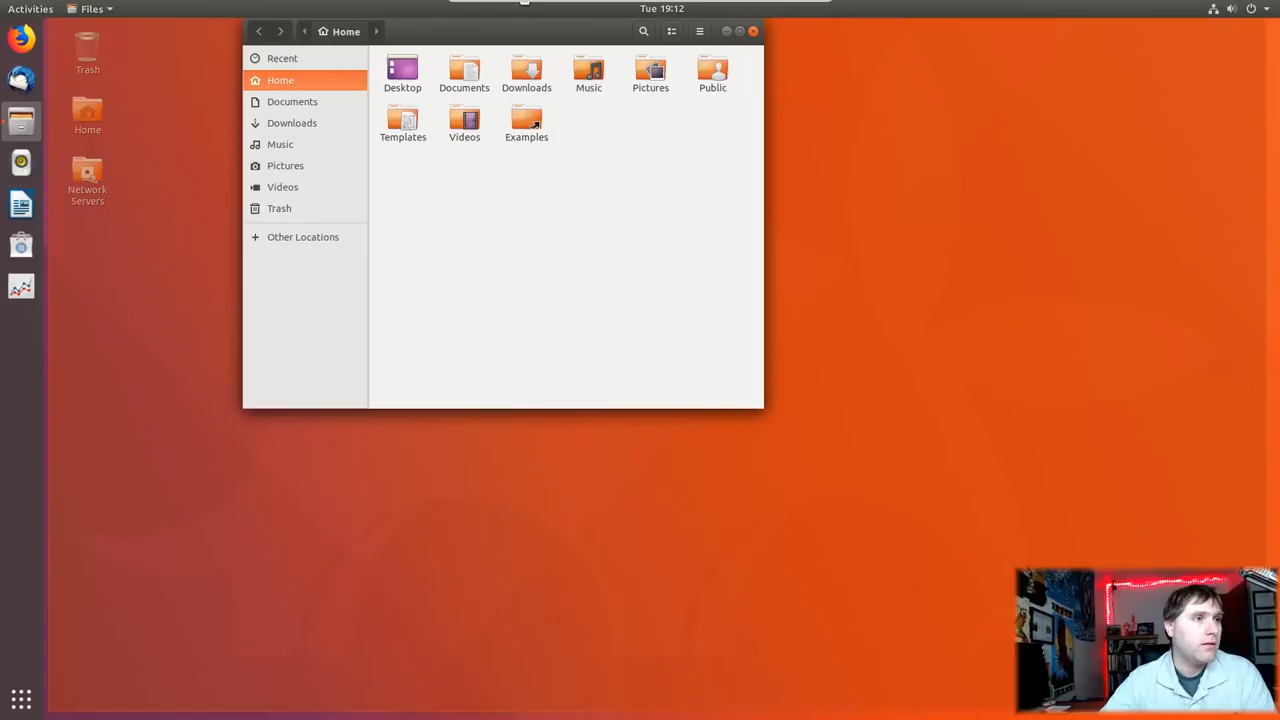 Activities
Files
Tue 19:12
Trash
Home
Network
Servers
Home
Recent
Home
Documents
Downloads
Music
Pictures
Videos
Trash
Other Locations
Desktop
Documents
Downloads
Music
Pictures
Public
Templates
Videos
Examples